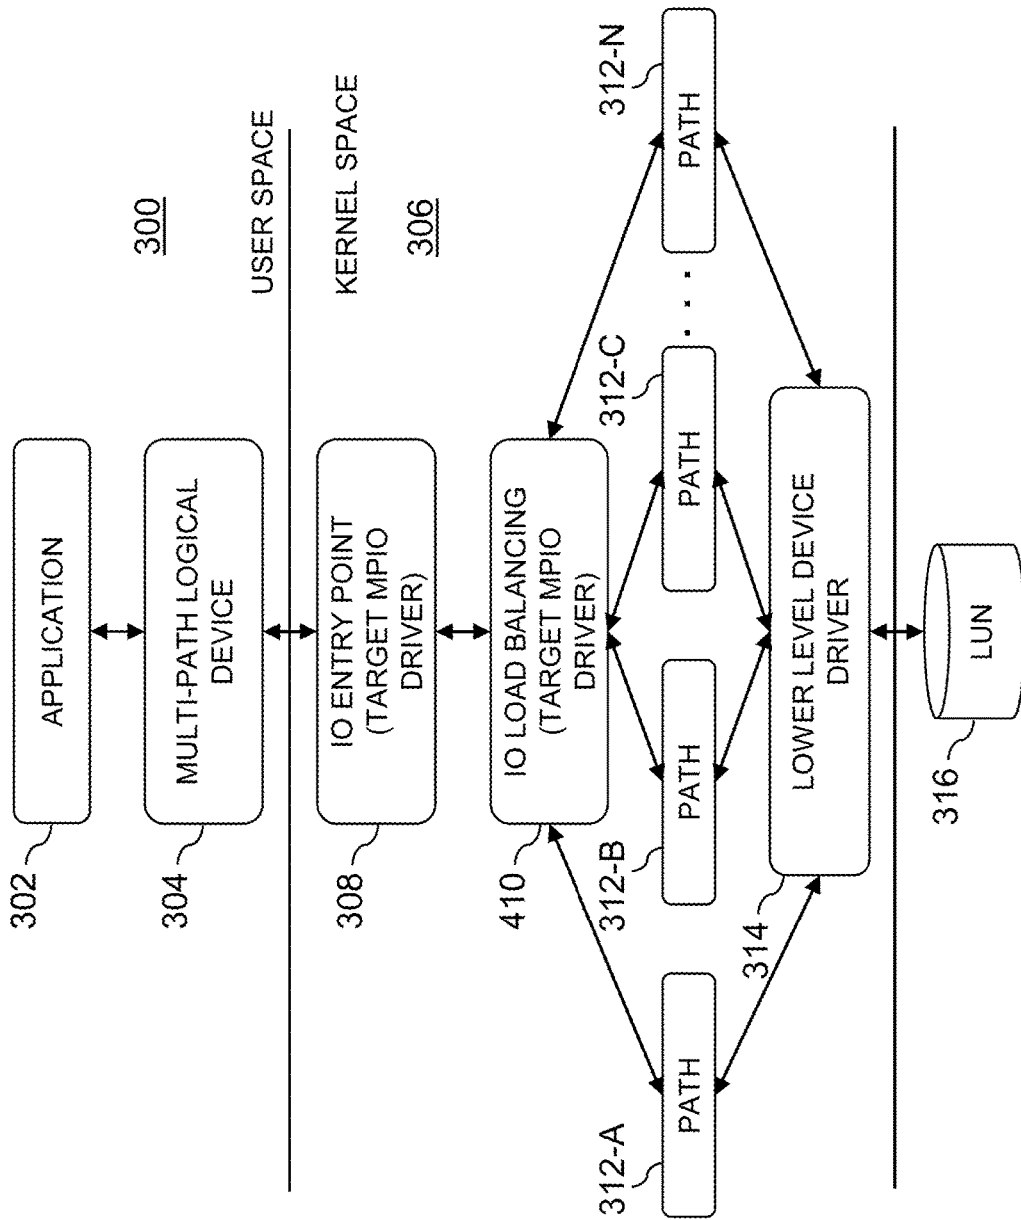 300
302
APPLICATION
304
MULTI-PATH LOGICAL
DEVICE
USER SPACE
KERNEL SPACE
306
308
IO ENTRY POINT
(TARGET MPIO
DRIVER)
410
IO LOAD BALANCING
(TARGET MPIO
DRIVER)
312-A
PATH
312-B
PATH
312-C
PATH
. . .
312-N
PATH
314
LOWER LEVEL DEVICE
DRIVER
316
LUN